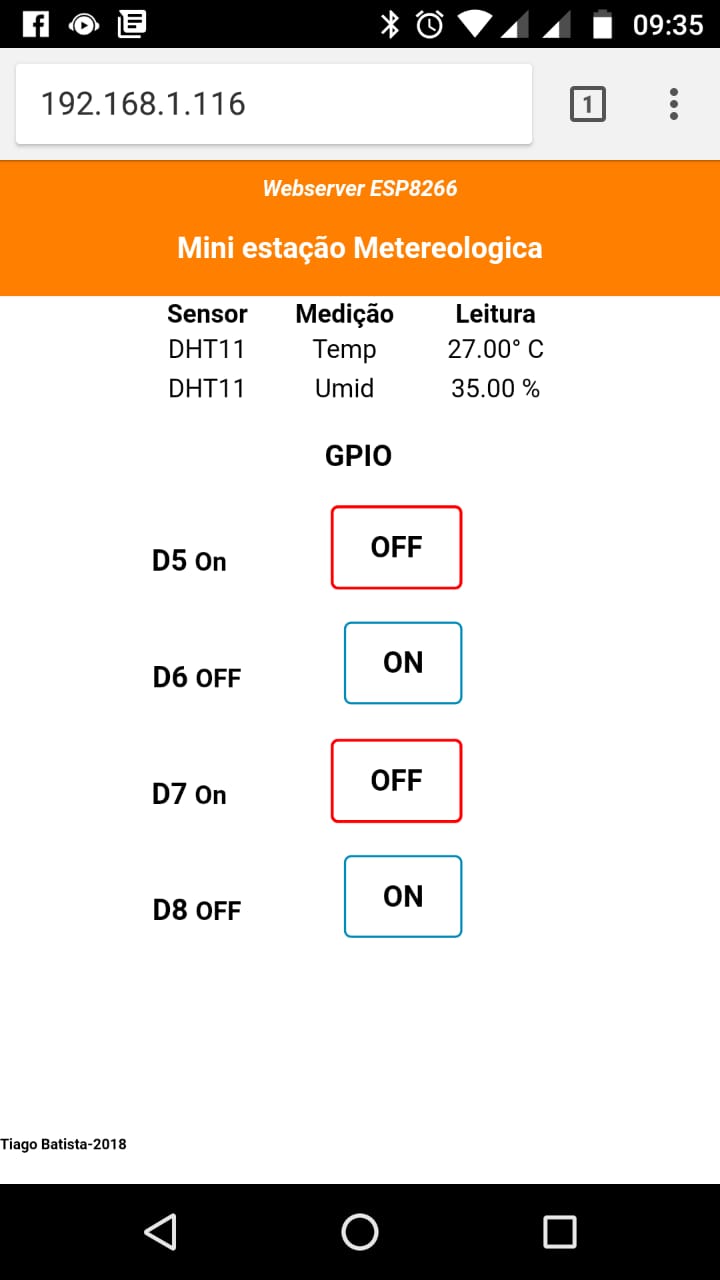 09:35
192.168.1.116
1
Webserver ESP8266
Mini estação Metereologica
Sensor Medição Leitura
DHT11 Temp 27.00° C
DHT11 Umid 35.00 %
GPIO
D5 On OFF
D6 OFF ON
D7 On OFF
D8 OFF ON
Tiago Batista-2018